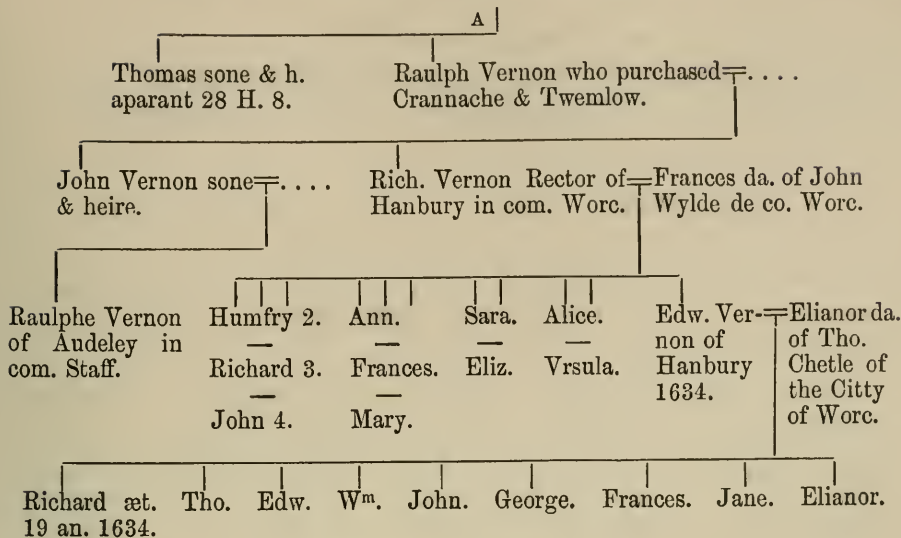 A
Thomas sone & h.
aparant 28 H. 8.
Raulph Vernon who purchased
Crannache & Twemlow.
. . . .
John Vernon sone
& heire.
. . . .
Rich. Vernon Rector of
Hanbury in com. Worc.
Frances da. of John
Wylde de co. Worc.
Raulphe Vernon
of Audeley in
com. Staff.
Humfry 2.
—
Richard 3.
—
John 4.
Ann.
—
Frances.
—
Mary.
Sara.
—
Eliz.
Alice.
—
Vrsula.
Edw. Ver-
non of
Hanbury
1634.
Elianor da.
of Tho.
Chetle of
the Citty
of Worc.
Richard æt.
19 an. 1634.
Tho.
Edw.
Wᵐ.
John.
George.
Frances.
Jane.
Elianor.